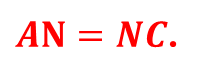 AN = NC.